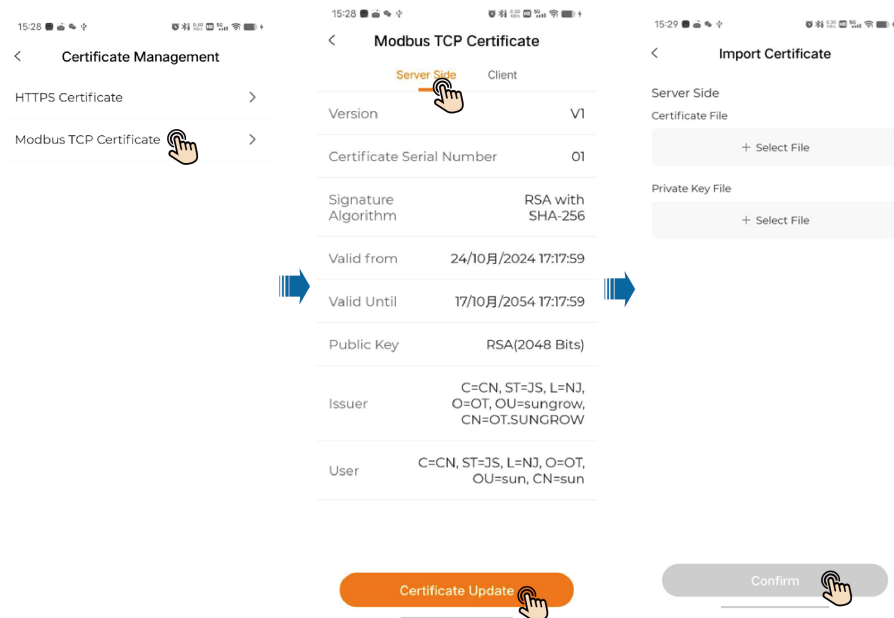 15:28
Certificate Management
HTTPS Certificate
Modbus TCP Certificate
15:28
Modbus TCP Certificate
Server Side
Client
Version
V1
Certificate Serial Number
01
Signature
Algorithm
RSA with
SHA-256
Valid from
24/10月/2024 17:17:59
Valid Until
17/10月/2054 17:17:59
Public Key
RSA(2048 Bits)
Issuer
C=CN, ST=JS, L=NJ,
O=OT, OU=sungrow,
CN=OT.SUNGROW
User
C=CN, ST=JS, L=NJ, O=OT,
OU=sun, CN=sun
Certificate Update
15:29
Import Certificate
Server Side
Certificate File
+ Select File
Private Key File
+ Select File
Confirm